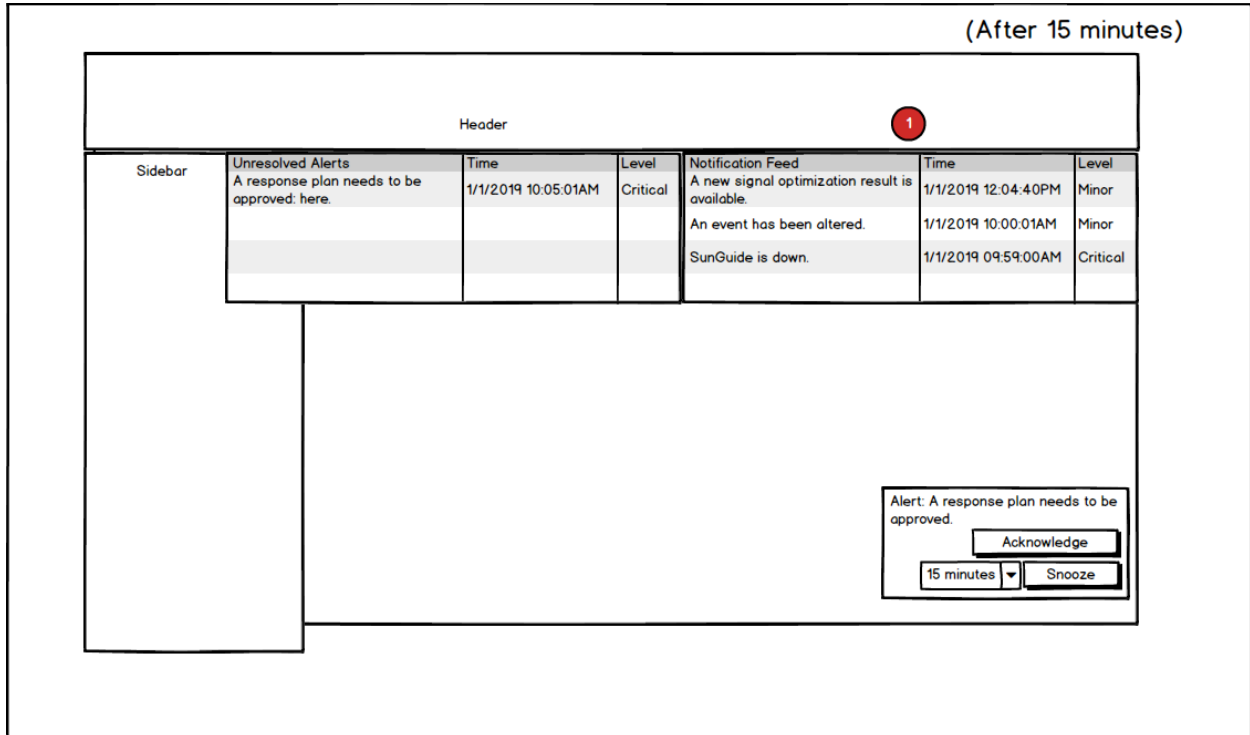 (After 15 minutes)
Header
1
Sidebar
Unresolved Alerts Time Level
A response plan needs to be
approved: here.
1/1/2019 10:05:01AM Critical
Notification Feed Time Level
A new signal optimization result is
available.
1/1/2019 12:04:40PM Minor
An event has been altered. 1/1/2019 10:00:01AM Minor
SunGuide is down. 1/1/2019 09:59:00AM Critical
Alert: A response plan needs to be
approved.
Acknowledge
15 minutes Snooze